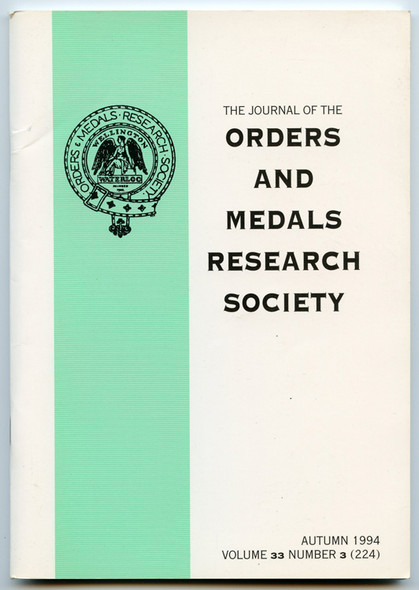 ORDERS & MEDALS · RESEARCH SOCIETY
WELLINGTON
WATERLOO
THE JOURNAL OF THE
ORDERS
AND
MEDALS
RESEARCH
SOCIETY
AUTUMN 1994
VOLUME 33 NUMBER 3 (224)